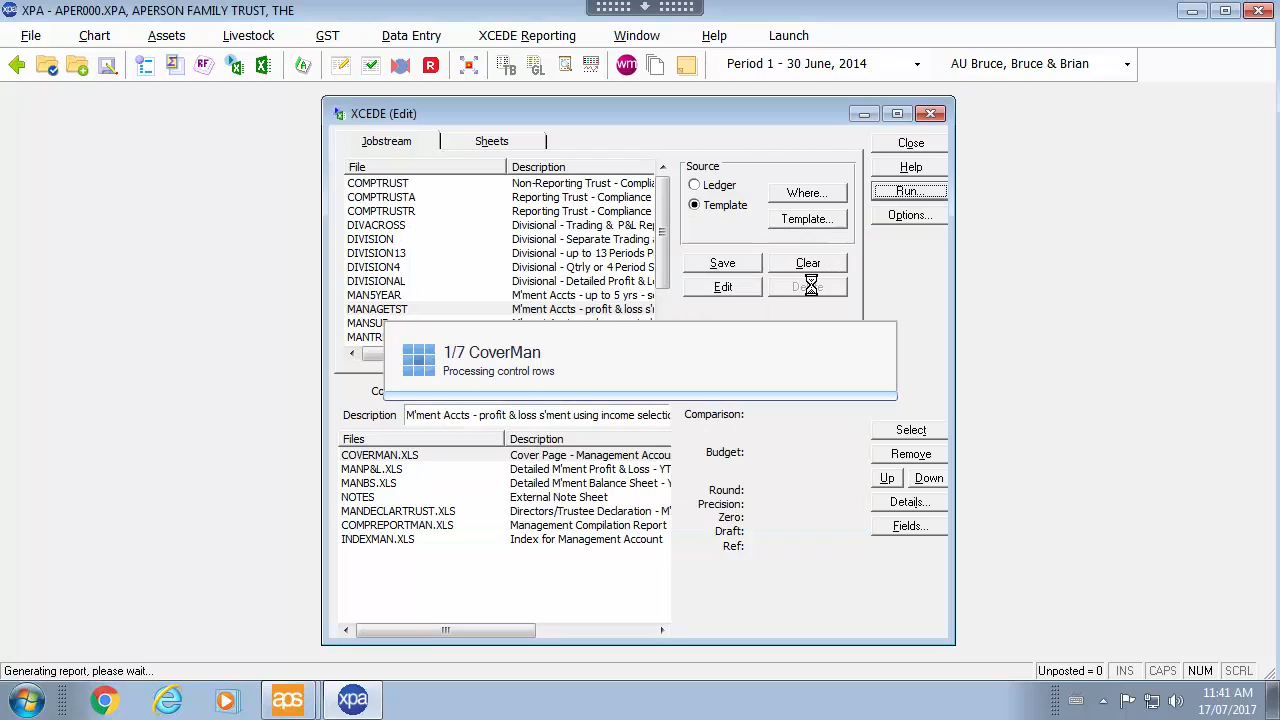 XPA - APER000.XPA, APERSON FAMILY TRUST, THE
File Chart Assets Livestock GST Data Entry XCEDE Reporting Window Help Launch
Period 1 - 30 June, 2014 AU Bruce, Bruce & Brian
XCEDE (Edit)
Jobstream Sheets
File Description
COMPTRUST Non-Reporting Trust - Complia
COMPTRUSTA Reporting Trust - Compliance
COMPTRUSTR Reporting Trust - Compliance
DIVACROSS Divisional - Trading & P&L Rep
DIVISION Divisional - Separate Trading
DIVISION13 Divisional - up to 13 Periods P
DIVISION4 Divisional - Qtrly or 4 Period S
DIVISIONAL Divisional - Detailed Profit & L
MAN5YEAR M'ment Accts - up to 5 yrs - s
MANAGETST M'ment Accts - profit & loss s'
Source
Ledger
Template
Where...
Template...
Save
Clear
Edit
Close
Help
Run...
Options...
1/7 CoverMan
Processing control rows
Description M'ment Accts - profit & loss s'ment using income selectic
Files Description
COVERMAN.XLS Cover Page - Management Accou
MANP&L.XLS Detailed M'ment Profit & Loss - YT
MANBS.XLS Detailed M'ment Balance Sheet - Y
NOTES External Note Sheet
MANDECLARTRUST.XLS Directors/Trustee Declaration - M'
COMPREPORTMAN.XLS Management Compilation Report
INDEXMAN.XLS Index for Management Account
Comparison:
Budget:
Round:
Precision:
Zero:
Draft:
Ref:
Select
Remove
Up Down
Details...
Fields...
Generating report, please wait... Unposted = 0 INS CAPS NUM SCRL
aps xpa
11:41 AM
17/07/2017